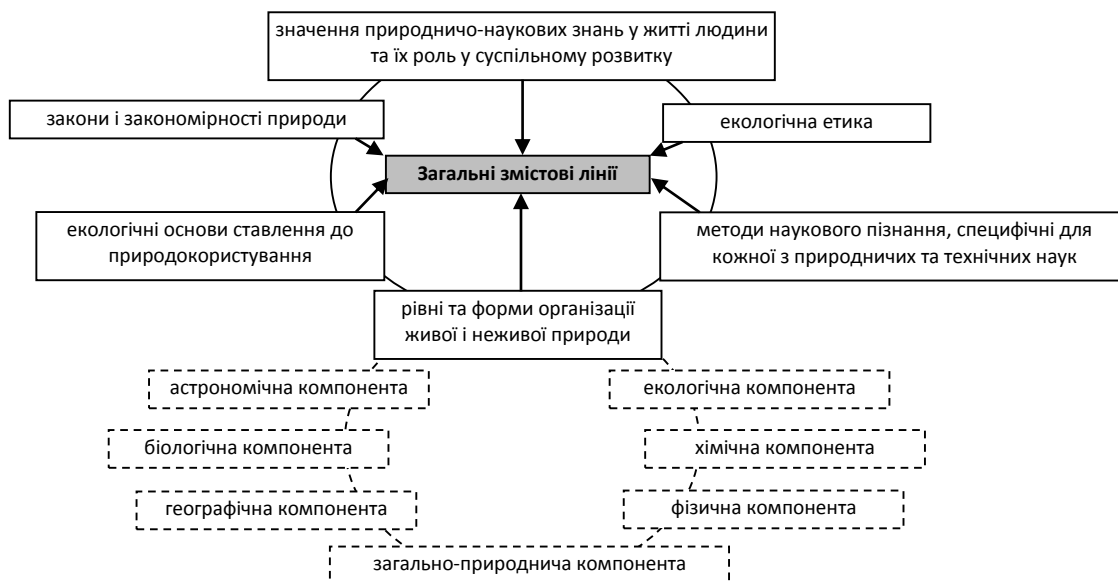 значення природничо-наукових знань у житті людини
та їх роль у суспільному розвитку
закони і закономірності природи
екологічна етика
Загальні змістові лінії
екологічні основи ставлення до
природокористування
методи наукового пізнання, специфічні для
кожної з природничих та технічних наук
рівні та форми організації
живої і неживої природи
астрономічна компонента
екологічна компонента
біологічна компонента
хімічна компонента
географічна компонента
фізична компонента
загально-природнича компонента